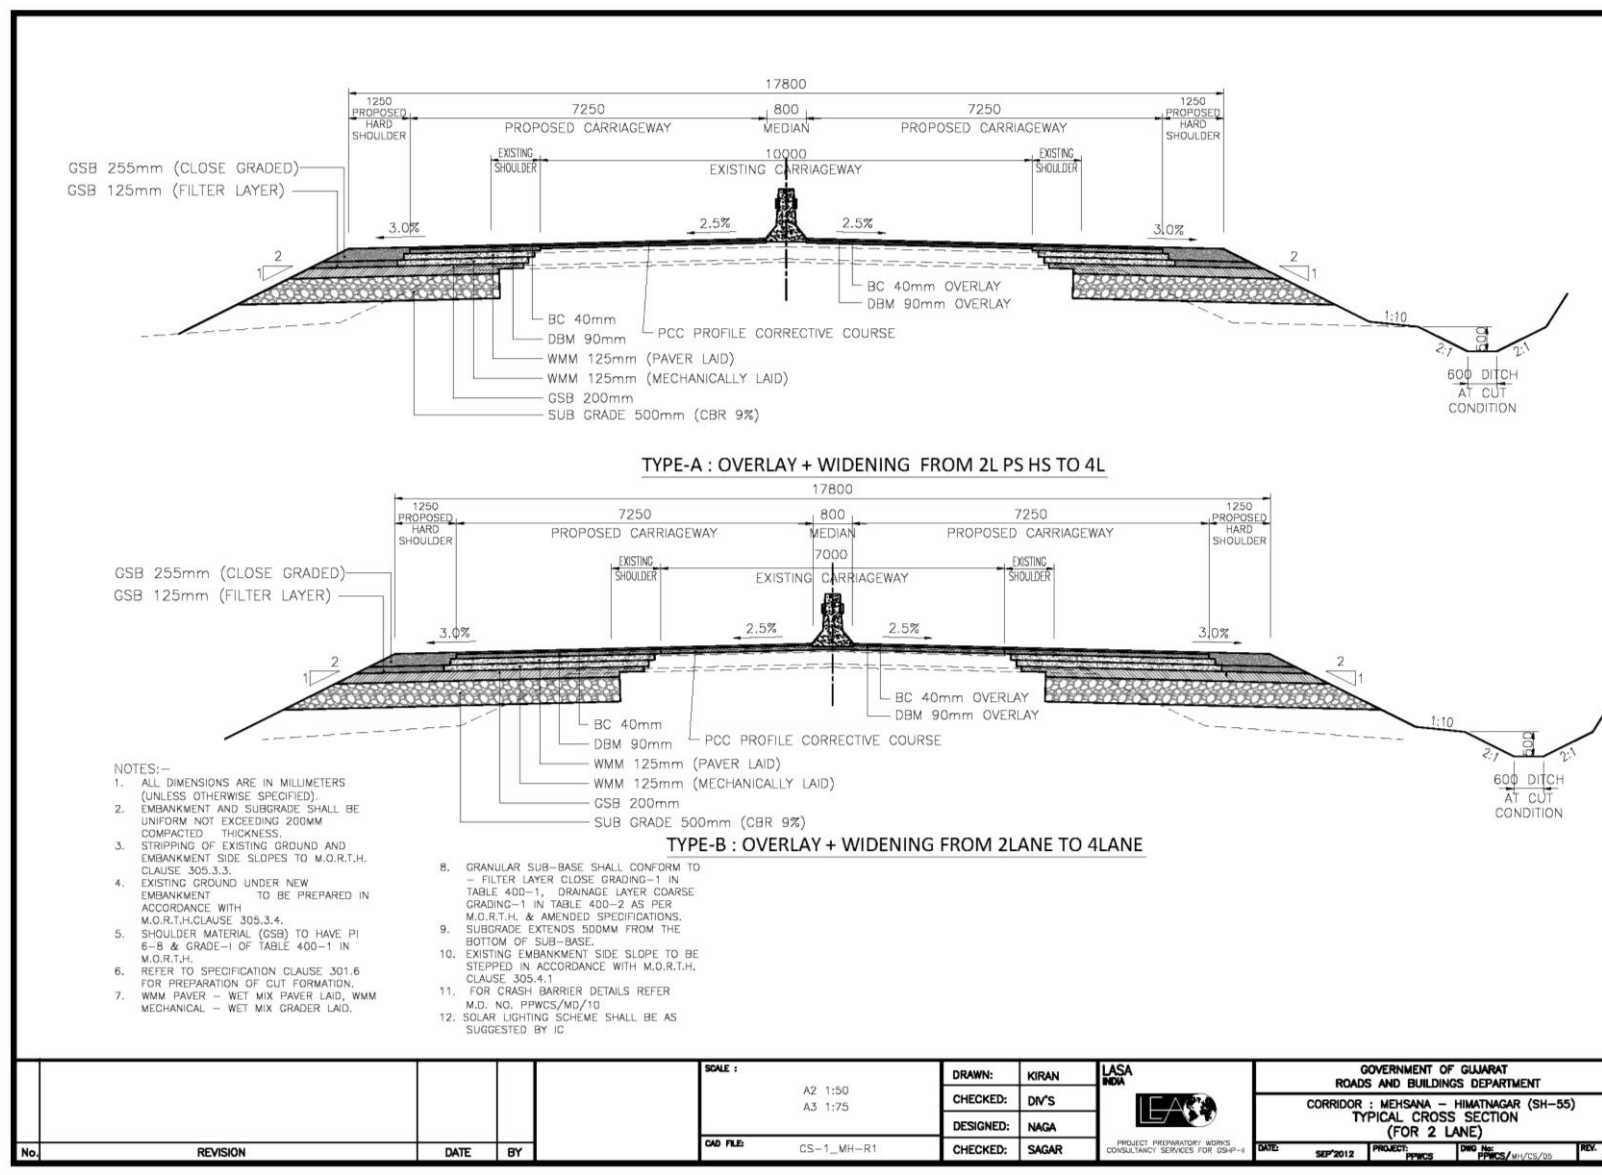 17800
1250
PROPOSED
HARD
SHOULDER
7250
PROPOSED CARRIAGEWAY
800
MEDIAN
7250
PROPOSED CARRIAGEWAY
1250
PROPOSED
HARD
SHOULDER
EXISTING
SHOULDER
10000
EXISTING CARRIAGEWAY
EXISTING
SHOULDER
GSB 255mm (CLOSE GRADED)
GSB 125mm (FILTER LAYER)
3.0%
2.5%
2.5%
3.0%
2
1
2
1
BC 40mm OVERLAY
DBM 90mm OVERLAY
BC 40mm
DBM 90mm
PCC PROFILE CORRECTIVE COURSE
WMM 125mm (PAVER LAID)
WMM 125mm (MECHANICALLY LAID)
GSB 200mm
SUB GRADE 500mm (CBR 9%)
1:10
2:1
500
2:1
600 DITCH
AT CUT
CONDITION
TYPE-A : OVERLAY + WIDENING FROM 2L PS HS TO 4L
17800
1250
PROPOSED
HARD
SHOULDER
7250
PROPOSED CARRIAGEWAY
800
MEDIAN
7250
PROPOSED CARRIAGEWAY
1250
PROPOSED
HARD
SHOULDER
EXISTING
SHOULDER
7000
EXISTING CARRIAGEWAY
EXISTING
SHOULDER
GSB 255mm (CLOSE GRADED)
GSB 125mm (FILTER LAYER)
3.0%
2.5%
2.5%
3.0%
2
1
2
1
BC 40mm OVERLAY
DBM 90mm OVERLAY
BC 40mm
DBM 90mm
PCC PROFILE CORRECTIVE COURSE
WMM 125mm (PAVER LAID)
WMM 125mm (MECHANICALLY LAID)
GSB 200mm
SUB GRADE 500mm (CBR 9%)
1:10
2:1
500
2:1
600 DITCH
AT CUT
CONDITION
TYPE-B : OVERLAY + WIDENING FROM 2LANE TO 4LANE
NOTES:-
1. ALL DIMENSIONS ARE IN MILLIMETERS
(UNLESS OTHERWISE SPECIFIED).
2. EMBANKMENT AND SUBGRADE SHALL BE
UNIFORM NOT EXCEEDING 200MM
COMPACTED THICKNESS.
3. STRIPPING OF EXISTING GROUND AND
EMBANKMENT SIDE SLOPES TO M.O.R.T.H.
CLAUSE 305.3.3.
4. EXISTING GROUND UNDER NEW
EMBANKMENT TO BE PREPARED IN
ACCORDANCE WITH
M.O.R.T.H.CLAUSE 305.3.4.
5. SHOULDER MATERIAL (GSB) TO HAVE PI
6-8 & GRADE-I OF TABLE 400-1 IN
M.O.R.T.H.
6. REFER TO SPECIFICATION CLAUSE 301.6
FOR PREPARATION OF CUT FORMATION.
7. WMM PAVER - WET MIX PAVER LAID, WMM
MECHANICAL - WET MIX GRADER LAID.
8. GRANULAR SUB-BASE SHALL CONFORM TO
- FILTER LAYER CLOSE GRADING-1 IN
TABLE 400-1, DRAINAGE LAYER COARSE
GRADING-1 IN TABLE 400-2 AS PER
M.O.R.T.H. & AMENDED SPECIFICATIONS.
9. SUBGRADE EXTENDS 500MM FROM THE
BOTTOM OF SUB-BASE.
10. EXISTING EMBANKMENT SIDE SLOPE TO BE
STEPPED IN ACCORDANCE WITH M.O.R.T.H.
CLAUSE 305.4.1
11. FOR CRASH BARRIER DETAILS REFER
M.D. NO. PPWCS/MD/10
12. SOLAR LIGHTING SCHEME SHALL BE AS
SUGGESTED BY IC
No. REVISION DATE BY
SCALE :
A2 1:50
A3 1:75
CAD FILE: CS-1_MH-R1
DRAWN: KIRAN
CHECKED: DIV'S
DESIGNED: NAGA
CHECKED: SAGAR
LASA
INDIA
LEA
PROJECT PREPARATORY WORKS
CONSULTANCY SERVICES FOR GSHP-II
GOVERNMENT OF GUJARAT
ROADS AND BUILDINGS DEPARTMENT
CORRIDOR : MEHSANA - HIMATNAGAR (SH-55)
TYPICAL CROSS SECTION
(FOR 2 LANE)
DATE: SEP'2012 PROJECT: PPWCS DWG No: PPWCS/MH/CS/05 REV.